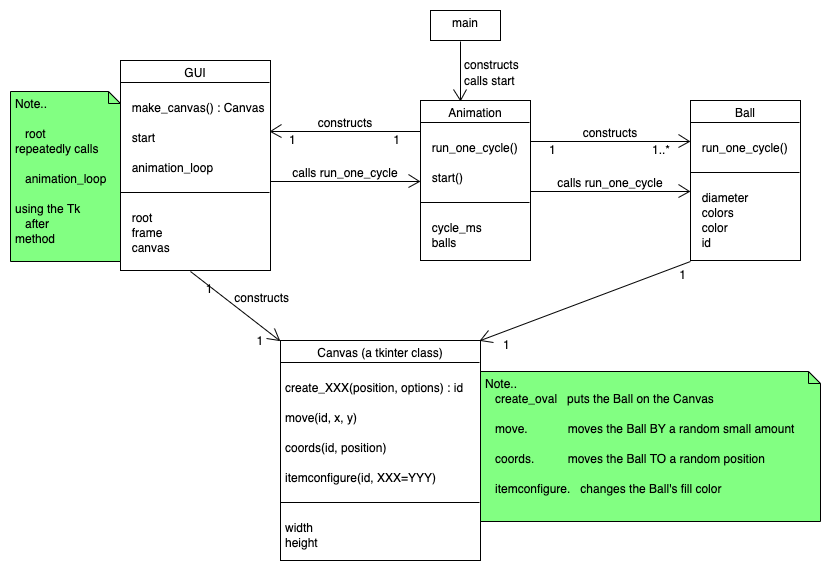 main
constructs
calls start
GUI
make_canvas() : Canvas
start
animation_loop
root
frame
canvas
Note..
root
repeatedly calls
animation_loop
using the Tk
after
method
constructs
1
1
calls run_one_cycle
Animation
run_one_cycle()
start()
cycle_ms
balls
constructs
1
1..*
calls run_one_cycle
Ball
run_one_cycle()
diameter
colors
color
id
1
constructs
1
1
1
Canvas (a tkinter class)
create_XXX(position, options) : id
move(id, x, y)
coords(id, position)
itemconfigure(id, XXX=YYY)
width
height
Note..
create_oval puts the Ball on the Canvas
move. moves the Ball BY a random small amount
coords. moves the Ball TO a random position
itemconfigure. changes the Ball's fill color